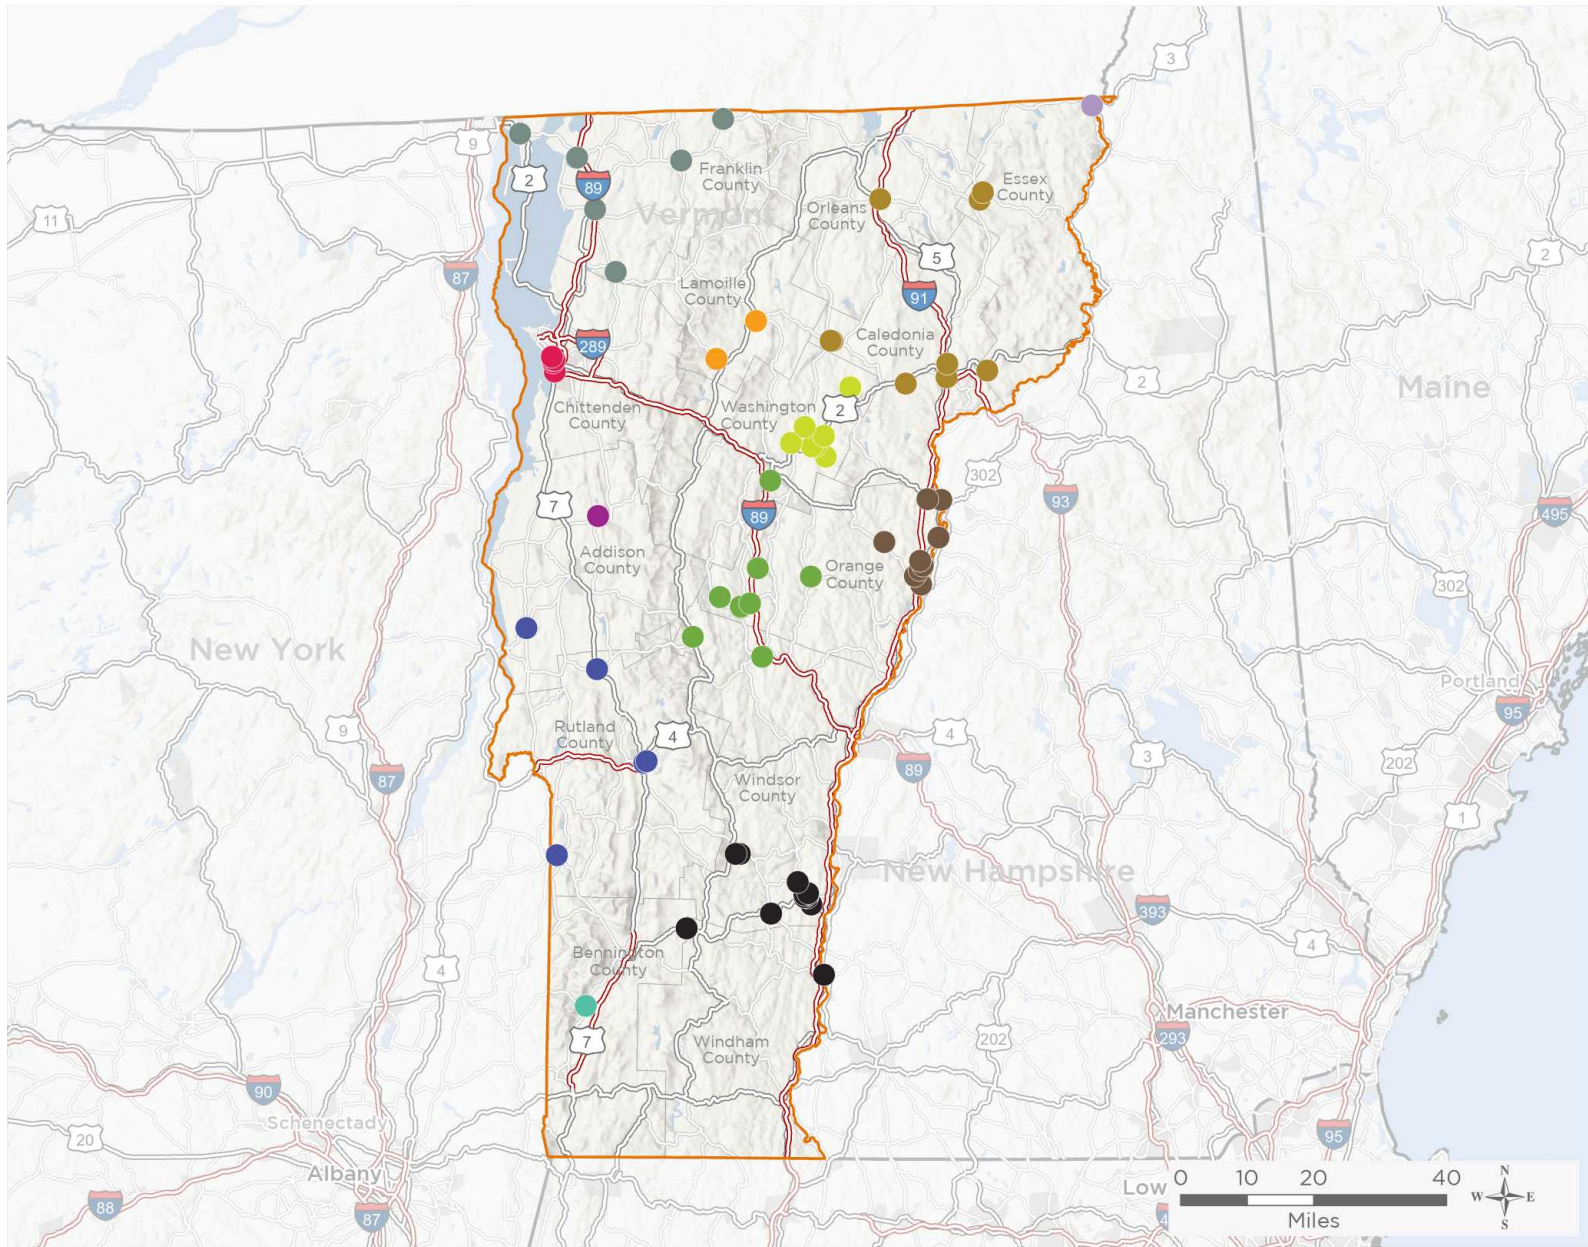 3
9
2
89
Franklin
County
Essex
County
11
Vermont
Orleans
County
2
87
5
Lamoille
County
91
289
Caledonia
County
2
Maine
Chittenden
County
Washington
County
2
302
93
7
89
495
Addison
County
Orange
County
302
New York
Portland
95
9
Rutland
County
4
4
3
202
87
89
Windsor
County
1
New Hampshire
393
4
4
Bennington
County
Manchester
293
202
7
Windham
County
90
Schenectady
95
20
Albany
Low
0 10 20 40
Miles
N
W E
S
88
87
4